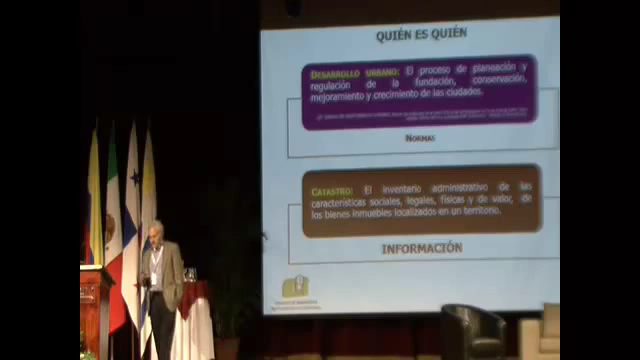 QUIÉN ES QUIÉN
DESARROLLO URBANO: El proceso de planeación y
regulación de la fundación, conservación,
mejoramiento y crecimiento de las ciudades.
NORMAS
CATASTRO: El inventario administrativo de las
características sociales, legales, físicas y de valor, de
los bienes inmuebles localizados en un territorio.
INFORMACIÓN